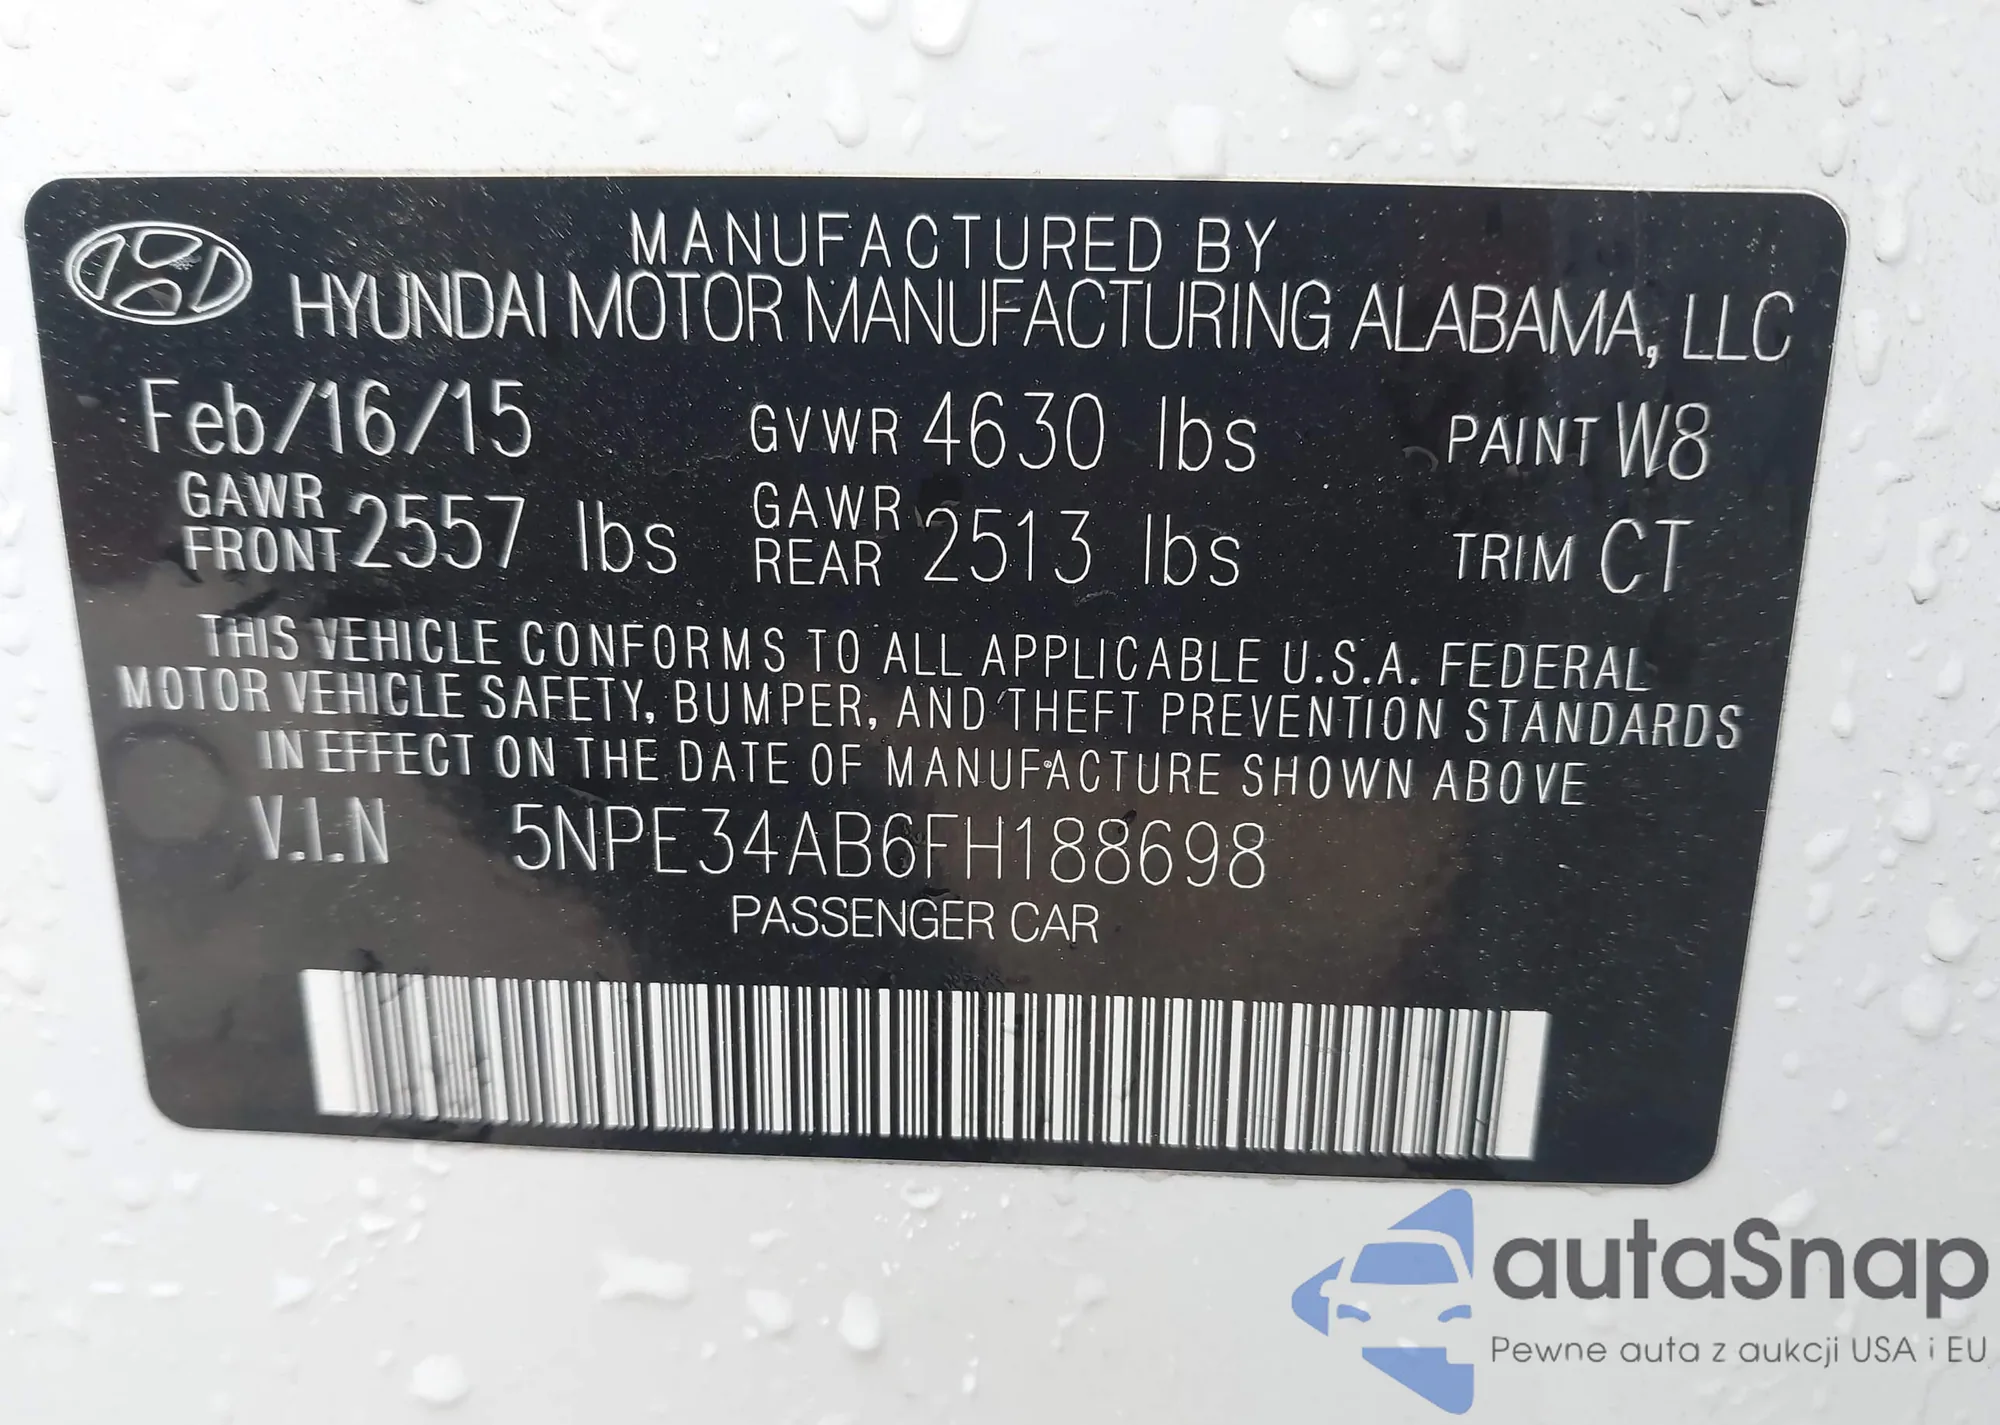 MANUFACTURED BY
HYUNDAI MOTOR MANUFACTURING ALABAMA, LLC
Feb/16/15 GVWR 4630 lbs PAINT W8
GAWR FRONT 2557 lbs GAWR REAR 2513 lbs TRIM CT
THIS VEHICLE CONFORMS TO ALL APPLICABLE U.S.A. FEDERAL
MOTOR VEHICLE SAFETY, BUMPER, AND THEFT PREVENTION STANDARDS
IN EFFECT ON THE DATE OF MANUFACTURE SHOWN ABOVE
V.I.N 5NPE34AB6FH188698
PASSENGER CAR
autaSnap
Pewne auta z aukcji USA i EU